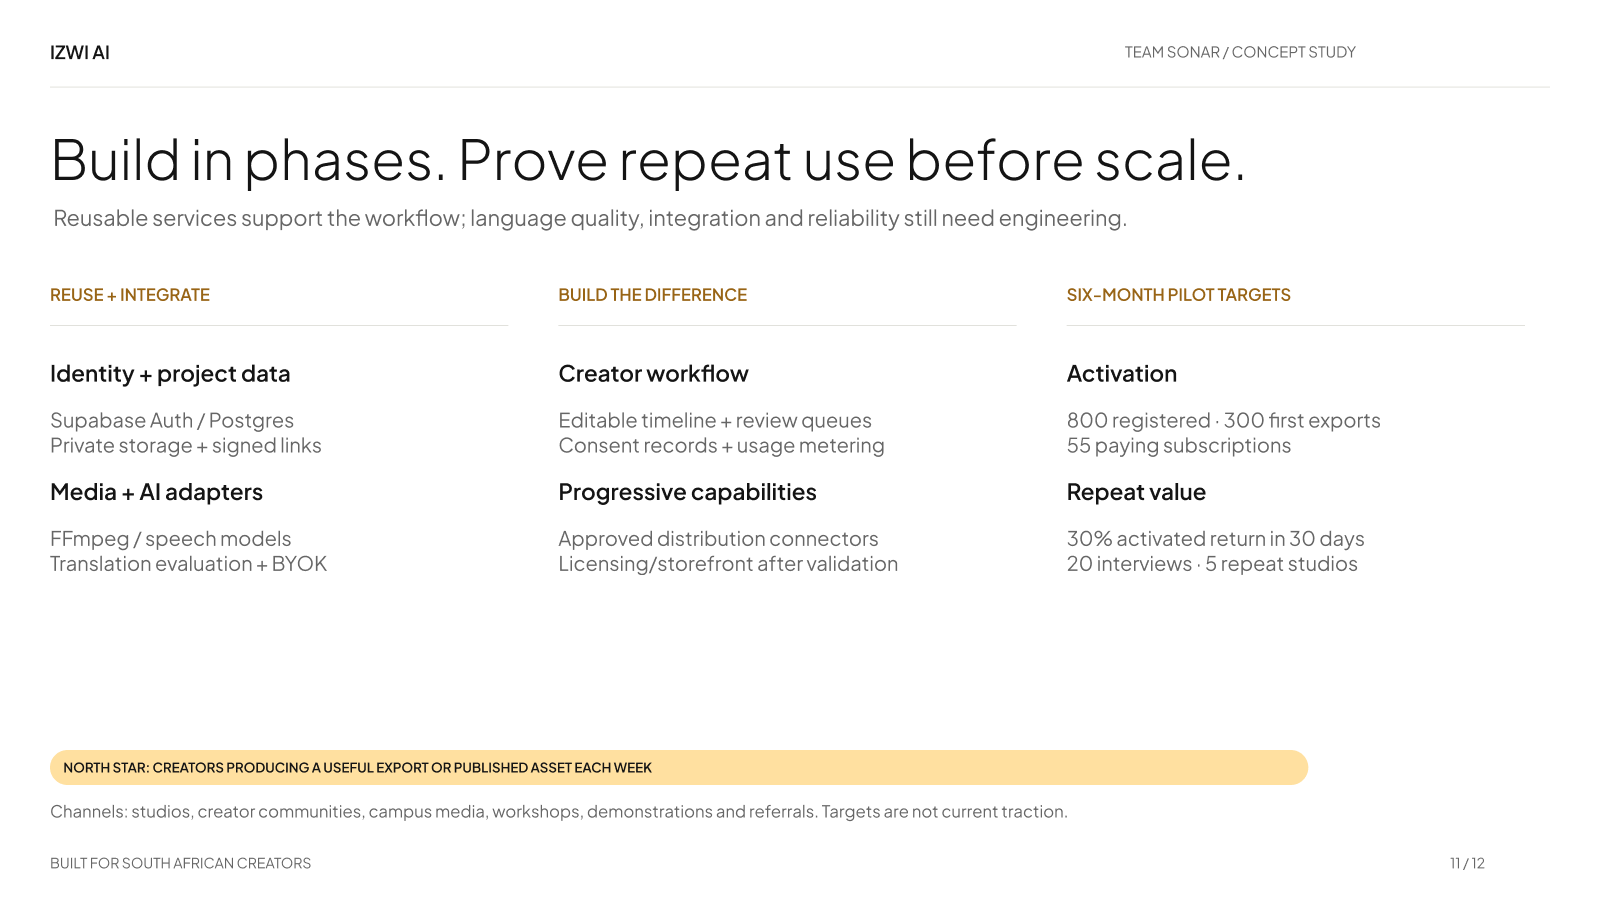 IZWI AI
TEAM SONAR / CONCEPT STUDY
Build in phases. Prove repeat use before scale.
Reusable services support the workflow; language quality, integration and reliability still need engineering.
REUSE + INTEGRATE
Identity + project data
Supabase Auth / Postgres
Private storage + signed links
Media + AI adapters
FFmpeg / speech models
Translation evaluation + BYOK
BUILD THE DIFFERENCE
Creator workflow
Editable timeline + review queues
Consent records + usage metering
Progressive capabilities
Approved distribution connectors
Licensing/storefront after validation
SIX-MONTH PILOT TARGETS
Activation
800 registered · 300 first exports
55 paying subscriptions
Repeat value
30% activated return in 30 days
20 interviews · 5 repeat studios
NORTH STAR: CREATORS PRODUCING A USEFUL EXPORT OR PUBLISHED ASSET EACH WEEK
Channels: studios, creator communities, campus media, workshops, demonstrations and referrals. Targets are not current traction.
BUILT FOR SOUTH AFRICAN CREATORS
11 / 12